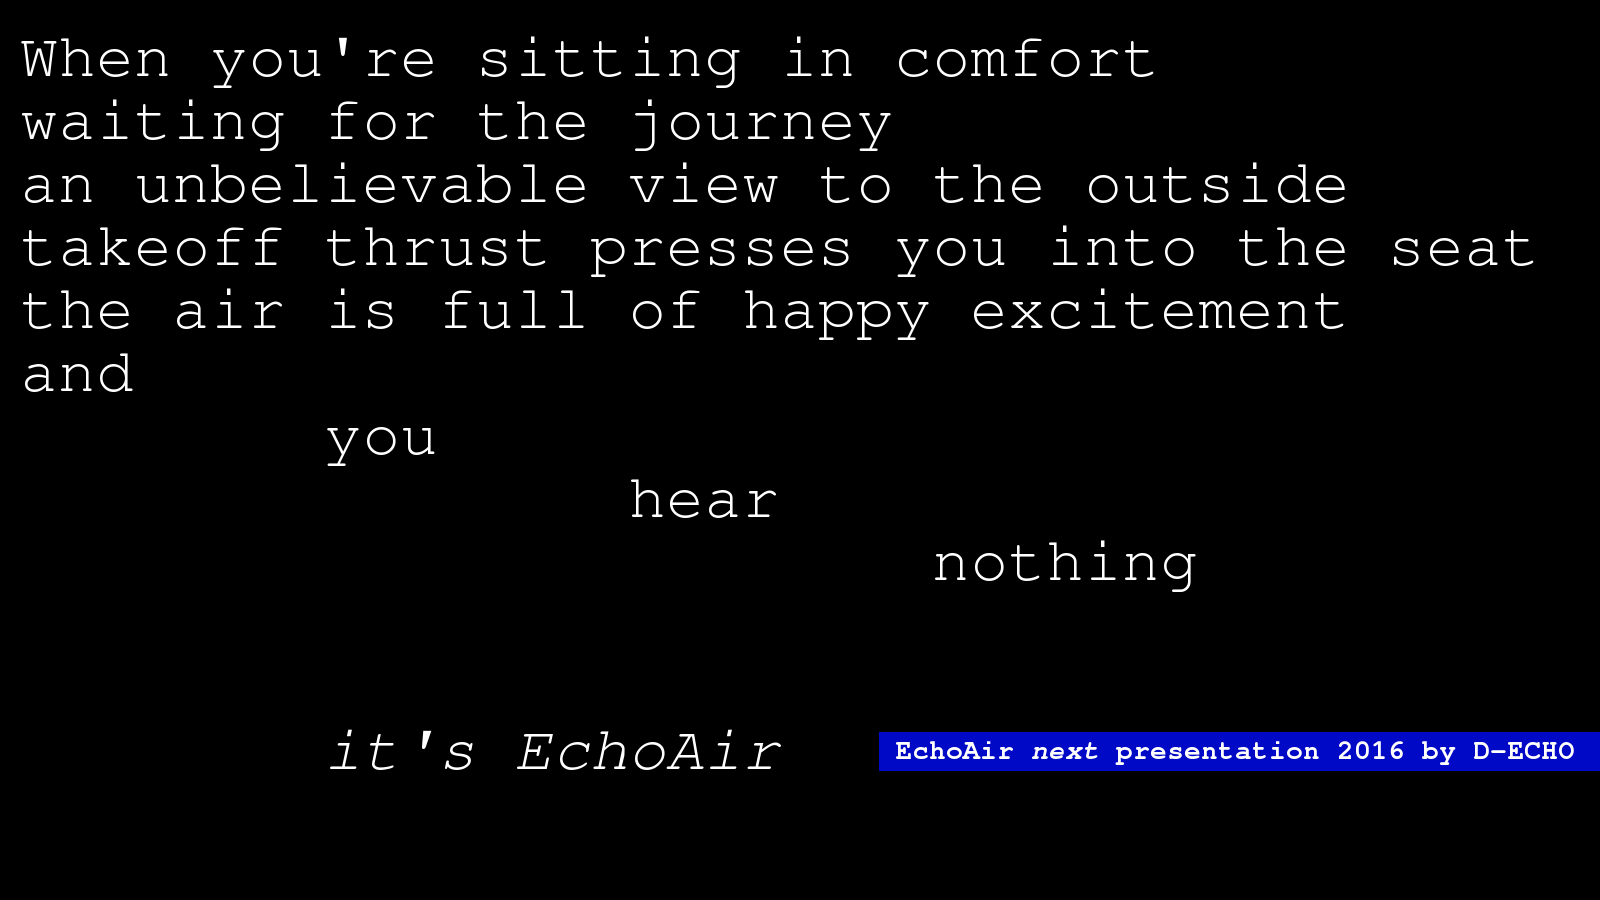 When you're sitting in comfort
waiting for the journey
an unbelievable view to the outside
takeoff thrust presses you into the seat
the air is full of happy excitement
and
you
hear
nothing
it's EchoAir
EchoAir next presentation 2016 by D-ECHO